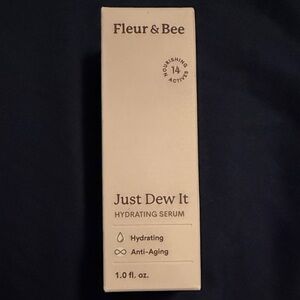 Fleur & Bee
NOURISHING
14
ACTIVES
Just Dew It
HYDRATING SERUM
Hydrating
Anti-Aging
1.0 fl. oz.